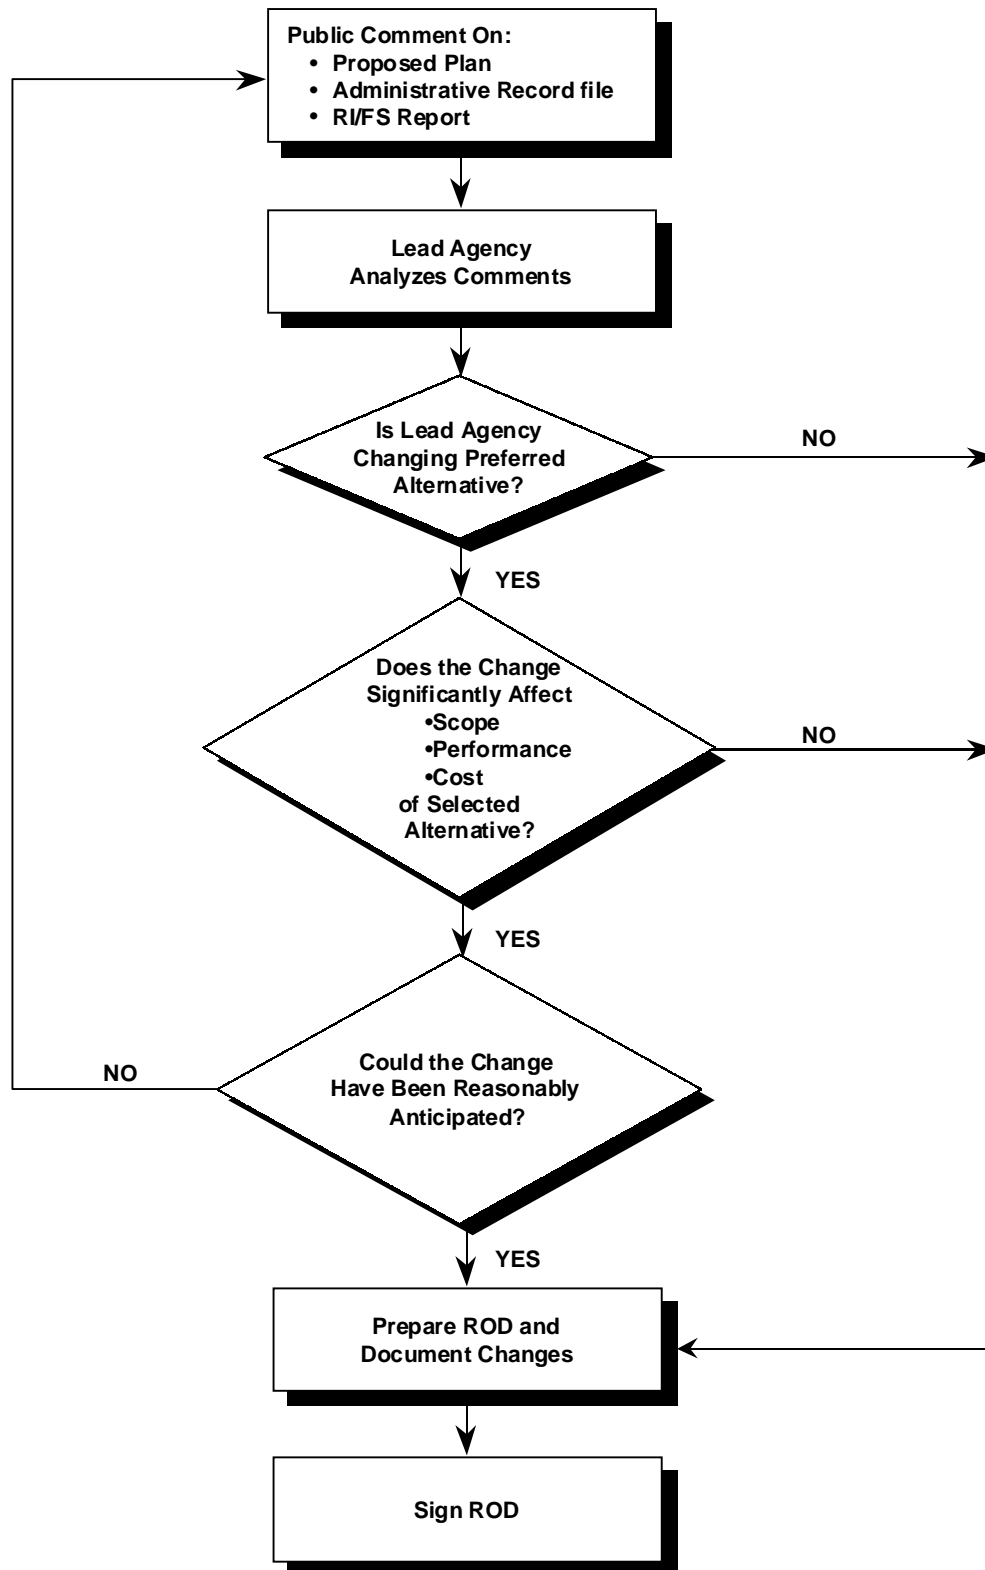 Public Comment On:
• Proposed Plan
• Administrative Record file
• RI/FS Report
Lead Agency
Analyzes Comments
Is Lead Agency
Changing Preferred
Alternative?
NO
YES
Does the Change
Significantly Affect
•Scope
•Performance
•Cost
of Selected
Alternative?
NO
YES
Could the Change
Have Been Reasonably
Anticipated?
NO
YES
Prepare ROD and
Document Changes
Sign ROD